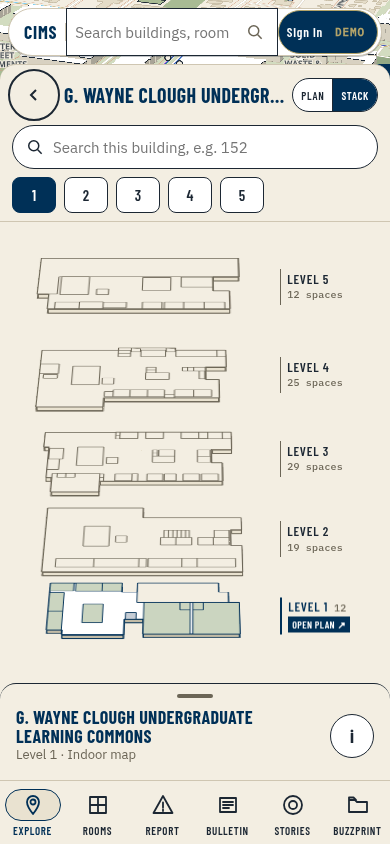 CIMS
Search buildings, room
Sign In DEMO
G. WAYNE CLOUGH UNDERGR...
PLAN
STACK
Search this building, e.g. 152
1
2
3
4
5
LEVEL 5
12 spaces
LEVEL 4
25 spaces
LEVEL 3
29 spaces
LEVEL 2
19 spaces
LEVEL 1 12
OPEN PLAN ↗
G. WAYNE CLOUGH UNDERGRADUATE
LEARNING COMMONS
Level 1 · Indoor map
i
EXPLORE
ROOMS
REPORT
BULLETIN
STORIES
BUZZPRINT